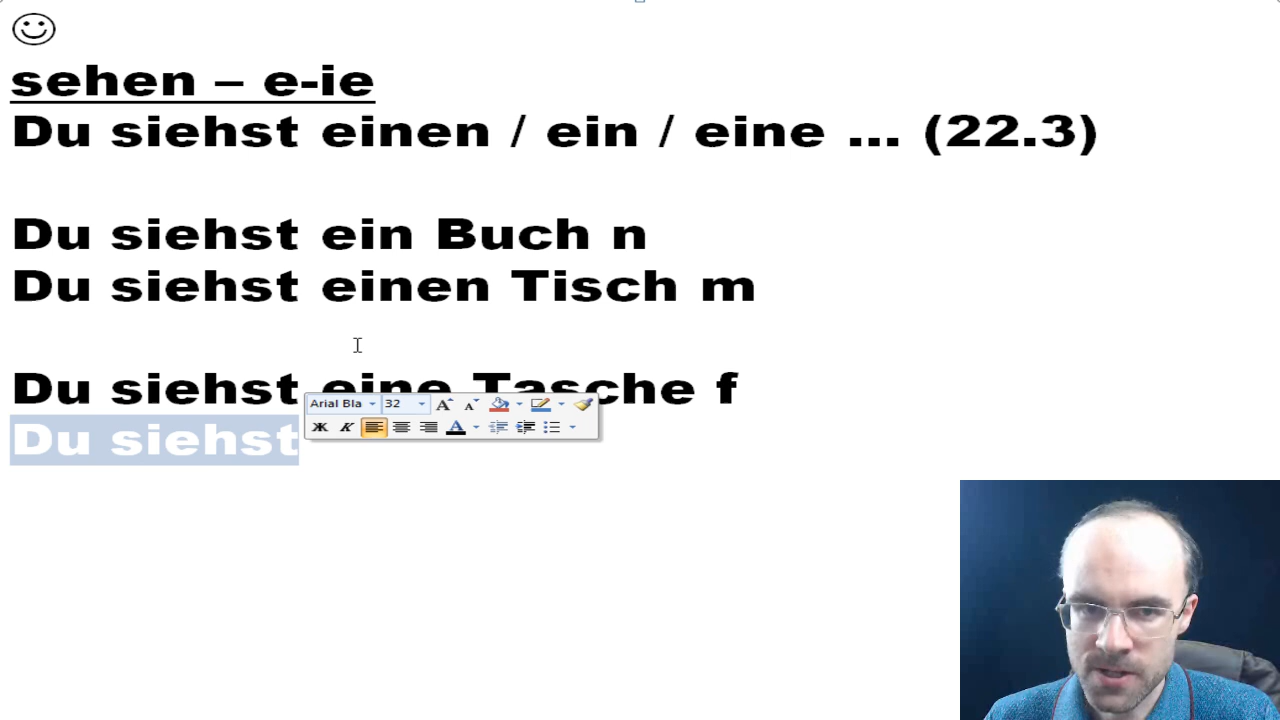 sehen – e-ie
Du siehst einen / ein / eine ... (22.3)
Du siehst ein Buch n
Du siehst einen Tisch m
Du siehst eine Tasche f
Arial Bla 32 A A
Ж К A
Du siehst